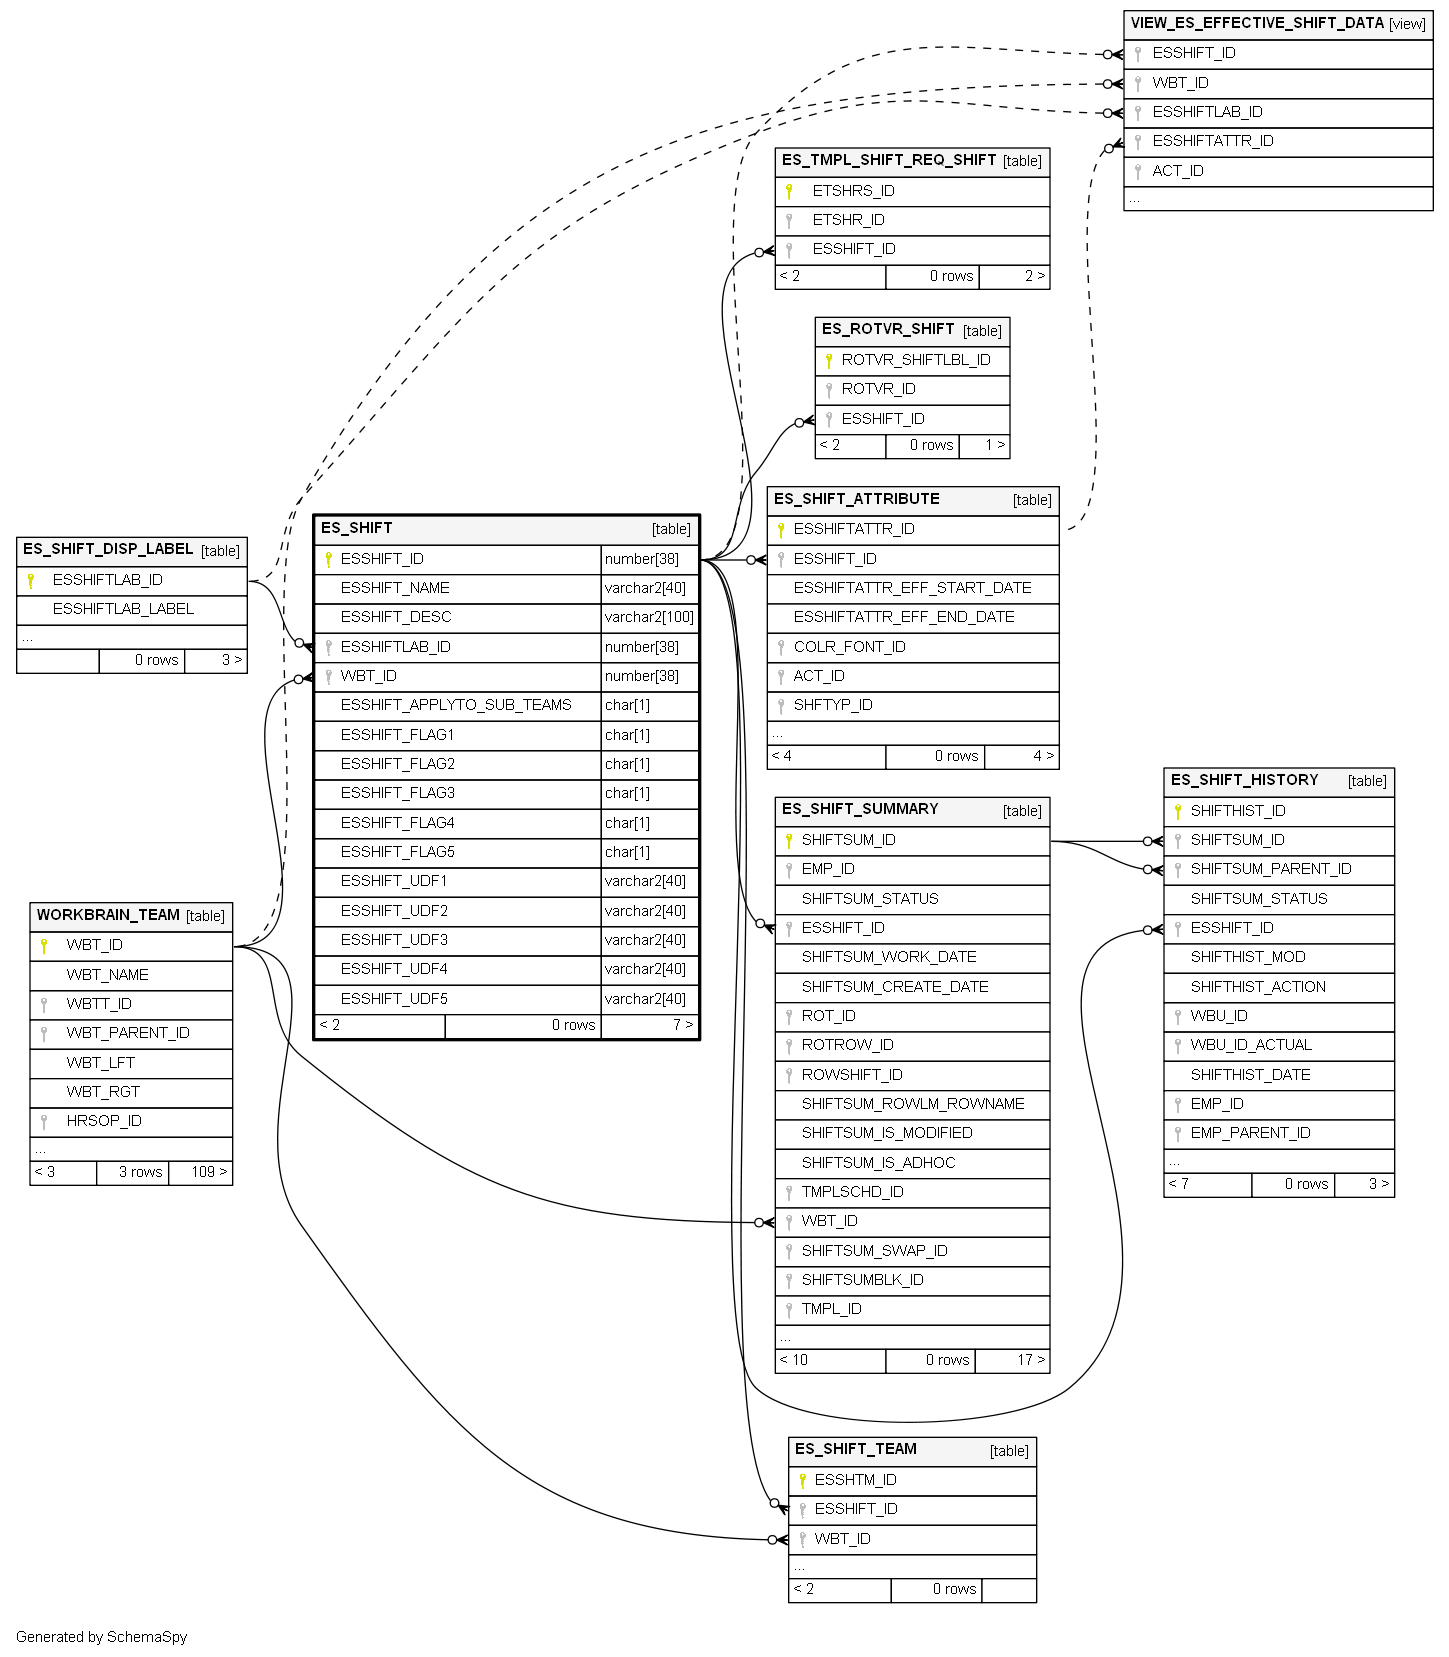 VIEW_ES_EFFECTIVE_SHIFT_DATA [view]
ESSHIFT_ID
WBT_ID
ESSHIFTLAB_ID
ESSHIFTATTR_ID
ACT_ID
...
ES_TMPL_SHIFT_REQ_SHIFT [table]
ETSHRS_ID
ETSHR_ID
ESSHIFT_ID
< 2 0 rows 2 >
ES_ROTVR_SHIFT [table]
ROTVR_SHIFTLBL_ID
ROTVR_ID
ESSHIFT_ID
< 2 0 rows 1 >
ES_SHIFT_ATTRIBUTE [table]
ESSHIFTATTR_ID
ESSHIFT_ID
ESSHIFTATTR_EFF_START_DATE
ESSHIFTATTR_EFF_END_DATE
COLR_FONT_ID
ACT_ID
SHFTYP_ID
...
< 4 0 rows 4 >
ES_SHIFT [table]
ESSHIFT_ID number[38]
ESSHIFT_NAME varchar2[40]
ESSHIFT_DESC varchar2[100]
ESSHIFTLAB_ID number[38]
WBT_ID number[38]
ESSHIFT_APPLYTO_SUB_TEAMS char[1]
ESSHIFT_FLAG1 char[1]
ESSHIFT_FLAG2 char[1]
ESSHIFT_FLAG3 char[1]
ESSHIFT_FLAG4 char[1]
ESSHIFT_FLAG5 char[1]
ESSHIFT_UDF1 varchar2[40]
ESSHIFT_UDF2 varchar2[40]
ESSHIFT_UDF3 varchar2[40]
ESSHIFT_UDF4 varchar2[40]
ESSHIFT_UDF5 varchar2[40]
< 2 0 rows 7 >
ES_SHIFT_DISP_LABEL [table]
ESSHIFTLAB_ID
ESSHIFTLAB_LABEL
...
0 rows 3 >
WORKBRAIN_TEAM [table]
WBT_ID
WBT_NAME
WBTT_ID
WBT_PARENT_ID
WBT_LFT
WBT_RGT
HRSOP_ID
...
< 3 3 rows 109 >
ES_SHIFT_SUMMARY [table]
SHIFTSUM_ID
EMP_ID
SHIFTSUM_STATUS
ESSHIFT_ID
SHIFTSUM_WORK_DATE
SHIFTSUM_CREATE_DATE
ROT_ID
ROTROW_ID
ROWSHIFT_ID
SHIFTSUM_ROWLM_ROWNAME
SHIFTSUM_IS_MODIFIED
SHIFTSUM_IS_ADHOC
TMPLSCHD_ID
WBT_ID
SHIFTSUM_SWAP_ID
SHIFTSUMBLK_ID
TMPL_ID
...
< 10 0 rows 17 >
ES_SHIFT_HISTORY [table]
SHIFTHIST_ID
SHIFTSUM_ID
SHIFTSUM_PARENT_ID
SHIFTSUM_STATUS
ESSHIFT_ID
SHIFTHIST_MOD
SHIFTHIST_ACTION
WBU_ID
WBU_ID_ACTUAL
SHIFTHIST_DATE
EMP_ID
EMP_PARENT_ID
...
< 7 0 rows 3 >
ES_SHIFT_TEAM [table]
ESSHTM_ID
ESSHIFT_ID
WBT_ID
...
< 2 0 rows
Generated by SchemaSpy